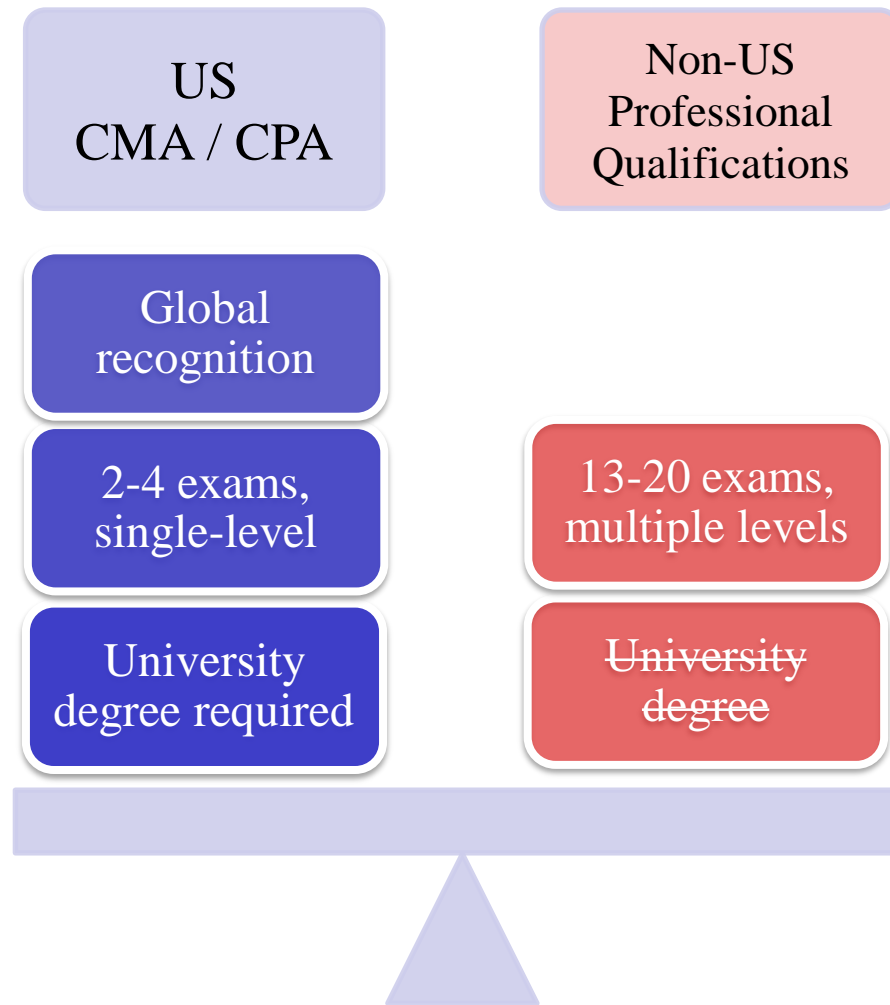 US
CMA / CPA
Non-US
Professional
Qualifications
Global
recognition
2-4 exams,
single-level
13-20 exams,
multiple levels
University
degree required
University
degree